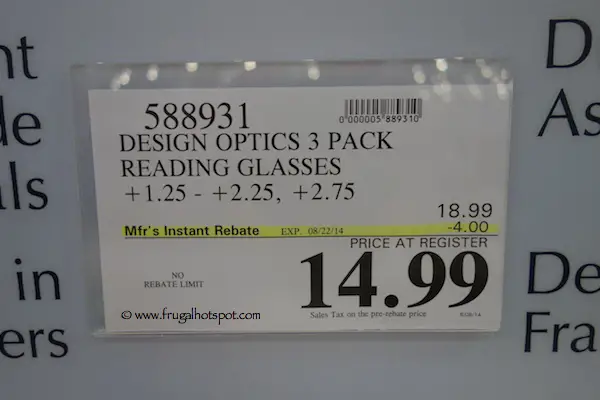 nt
de
ls
in
ers
588931
0"000005"889310"
DESIGN OPTICS 3 PACK
READING GLASSES
+1.25 - +2.25, +2.75
18.99
Mfr's Instant Rebate EXP. 08/22/14 -4.00
PRICE AT REGISTER
NO
REBATE LIMIT
14.99
Sales Tax on the pre-rebate price
© www.frugalhotspot.com
D
As
De
Fra